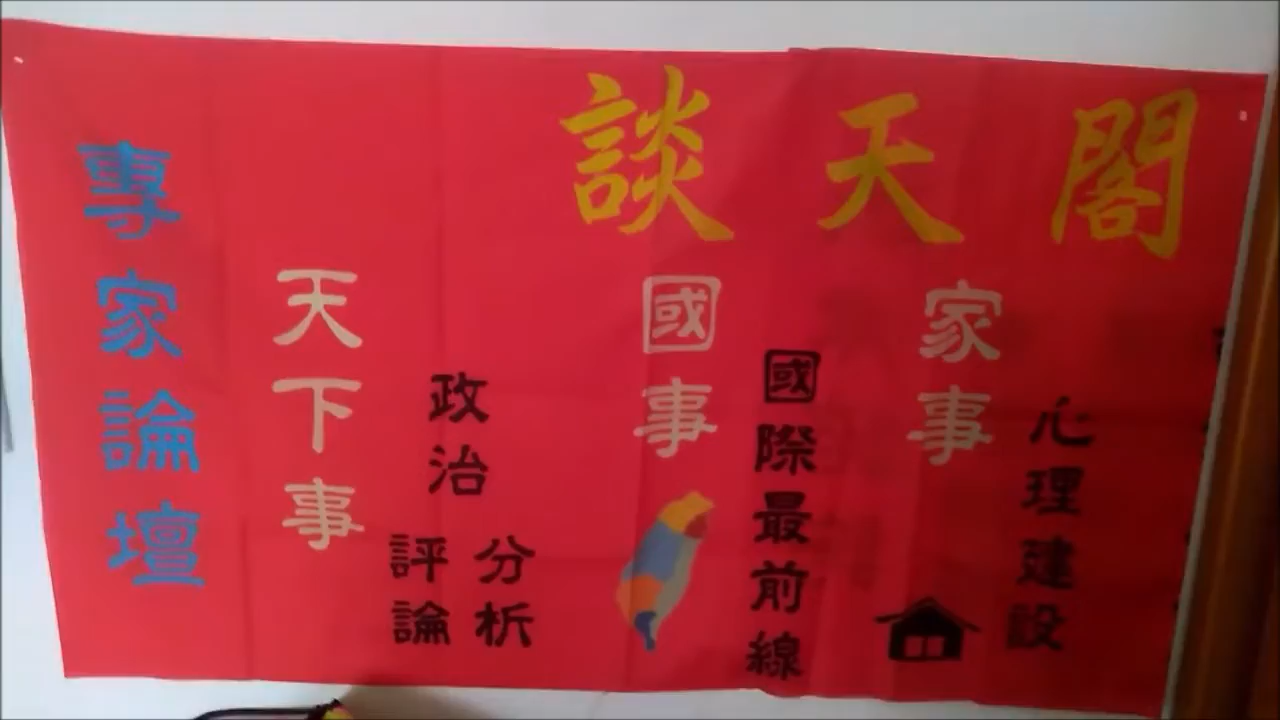 閣天談
家事
心理建設
國事
國際最前線
天下事
政治
分析
評論
專家論壇